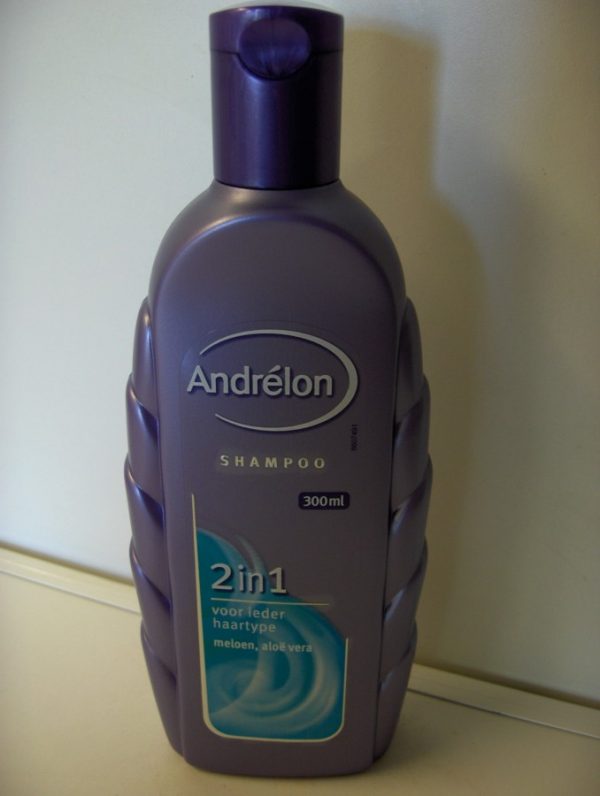 Andrélon
SHAMPOO
300ml
2in1
voor ieder
haartype
meloen, aloë vera